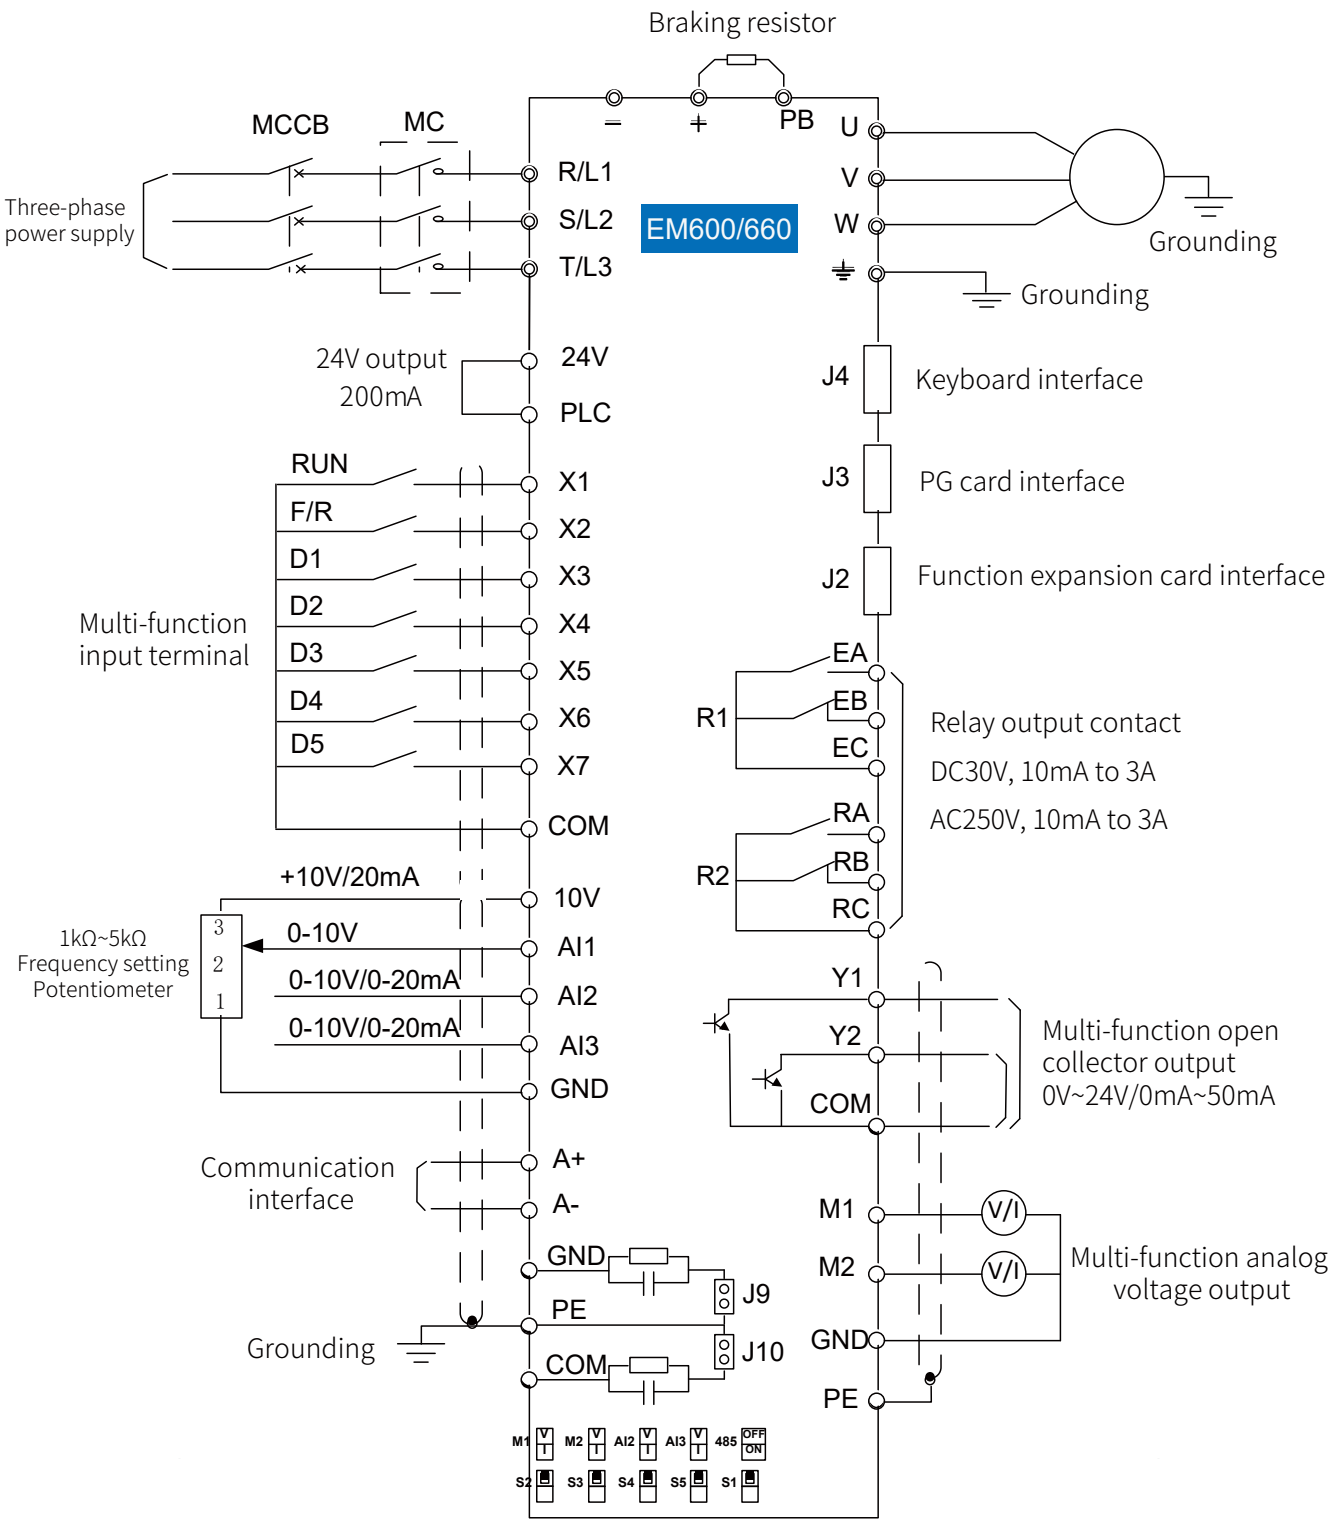 Braking resistor
−
+
PB
MCCB
MC
U
R/L1
V
Three-phase
power supply
S/L2
EM600/660
W
Grounding
T/L3
Grounding
24V output
200mA
24V
PLC
J4
Keyboard interface
RUN
X1
J3
PG card interface
F/R
X2
D1
X3
J2
Function expansion card interface
D2
X4
Multi-function
input terminal
D3
X5
D4
X6
D5
X7
COM
EA
R1
EB
EC
Relay output contact
DC30V, 10mA to 3A
AC250V, 10mA to 3A
RA
R2
RB
RC
+10V/20mA
10V
3
2
1
1kΩ~5kΩ
Frequency setting
Potentiometer
0-10V
AI1
0-10V/0-20mA
AI2
0-10V/0-20mA
AI3
GND
Y1
Y2
COM
Multi-function open
collector output
0V~24V/0mA~50mA
Communication
interface
A+
A-
M1
V/I
M2
V/I
Multi-function analog
voltage output
GND
PE
GND
J9
PE
Grounding
J10
COM
M1
V
I
M2
V
I
AI2
V
I
AI3
V
I
485
OFF
ON
S2
S3
S4
S5
S1